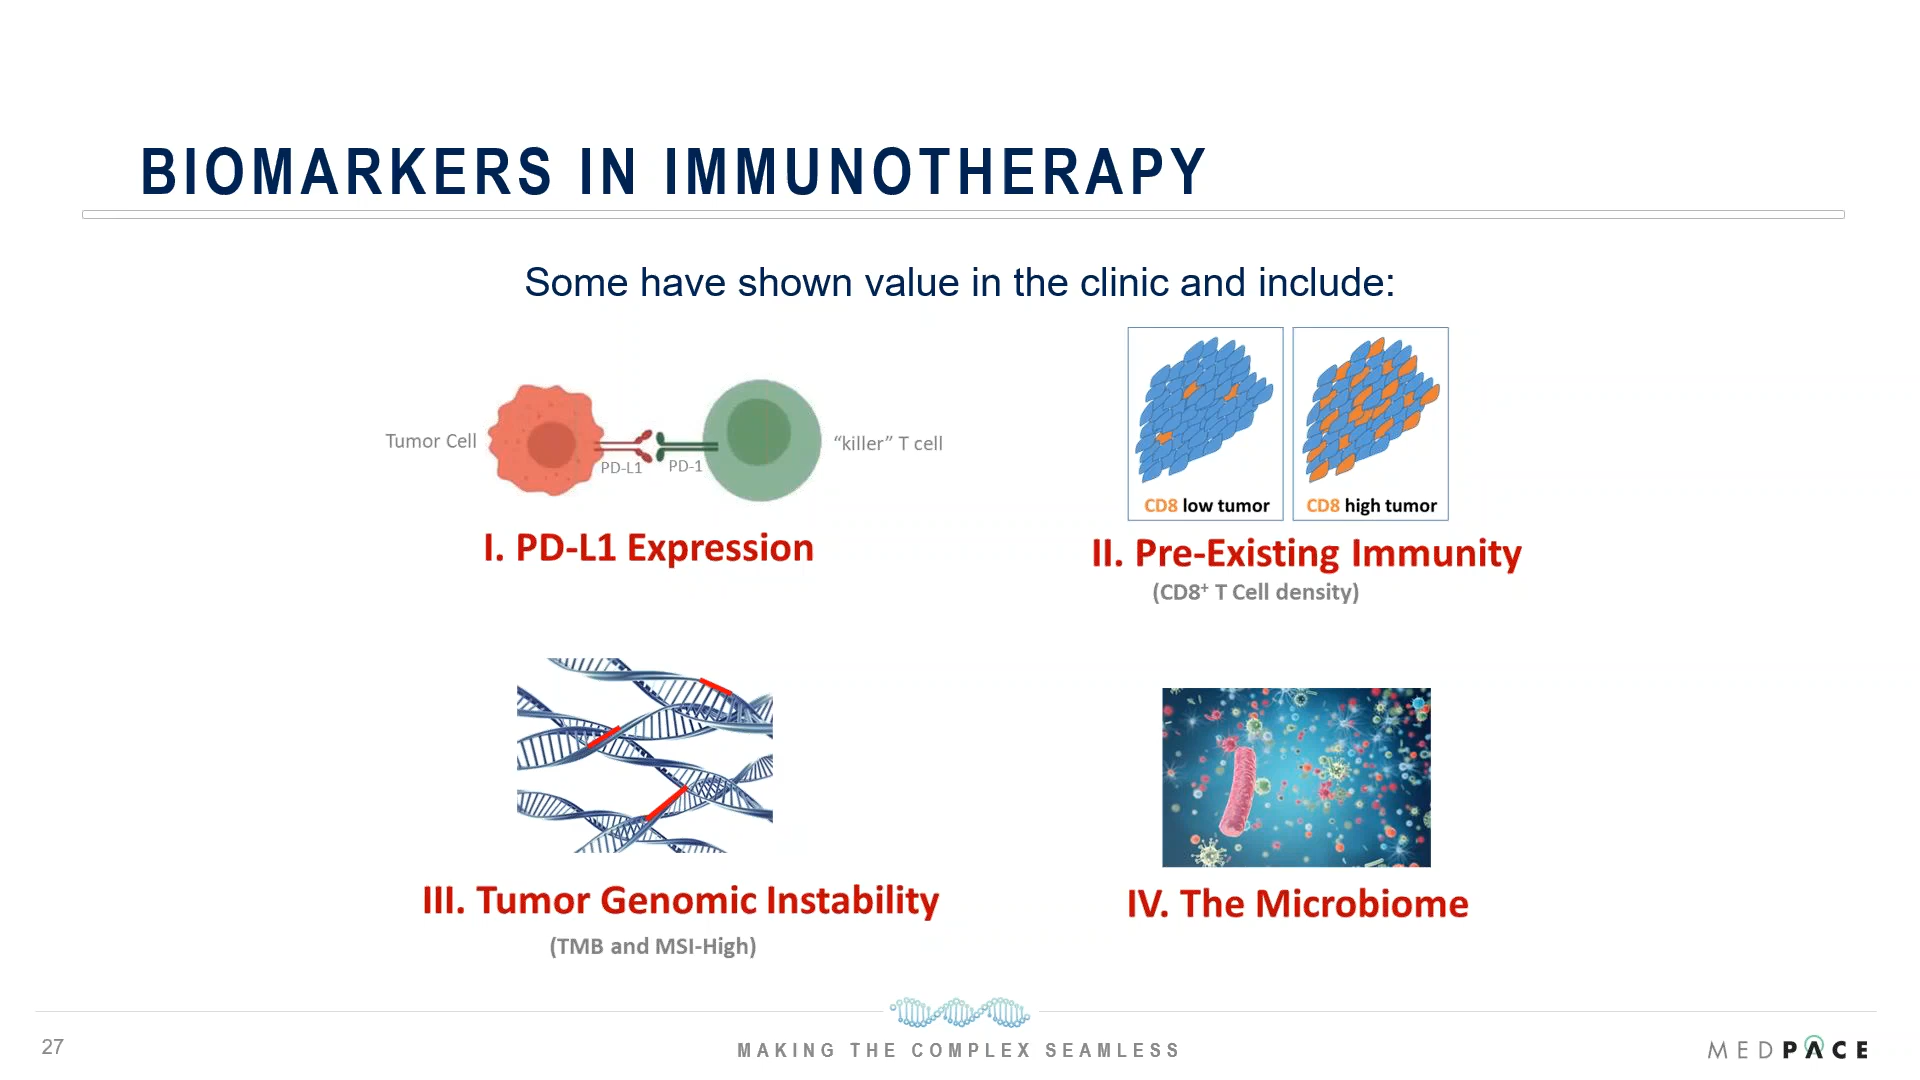 BIOMARKERS IN IMMUNOTHERAPY
Some have shown value in the clinic and include:
Tumor Cell
PD-L1
PD-1
“killer” T cell
I. PD-L1 Expression
CD8 low tumor
CD8 high tumor
II. Pre-Existing Immunity
(CD8⁺ T Cell density)
III. Tumor Genomic Instability
(TMB and MSI-High)
IV. The Microbiome
27
MAKING THE COMPLEX SEAMLESS
MEDPACE